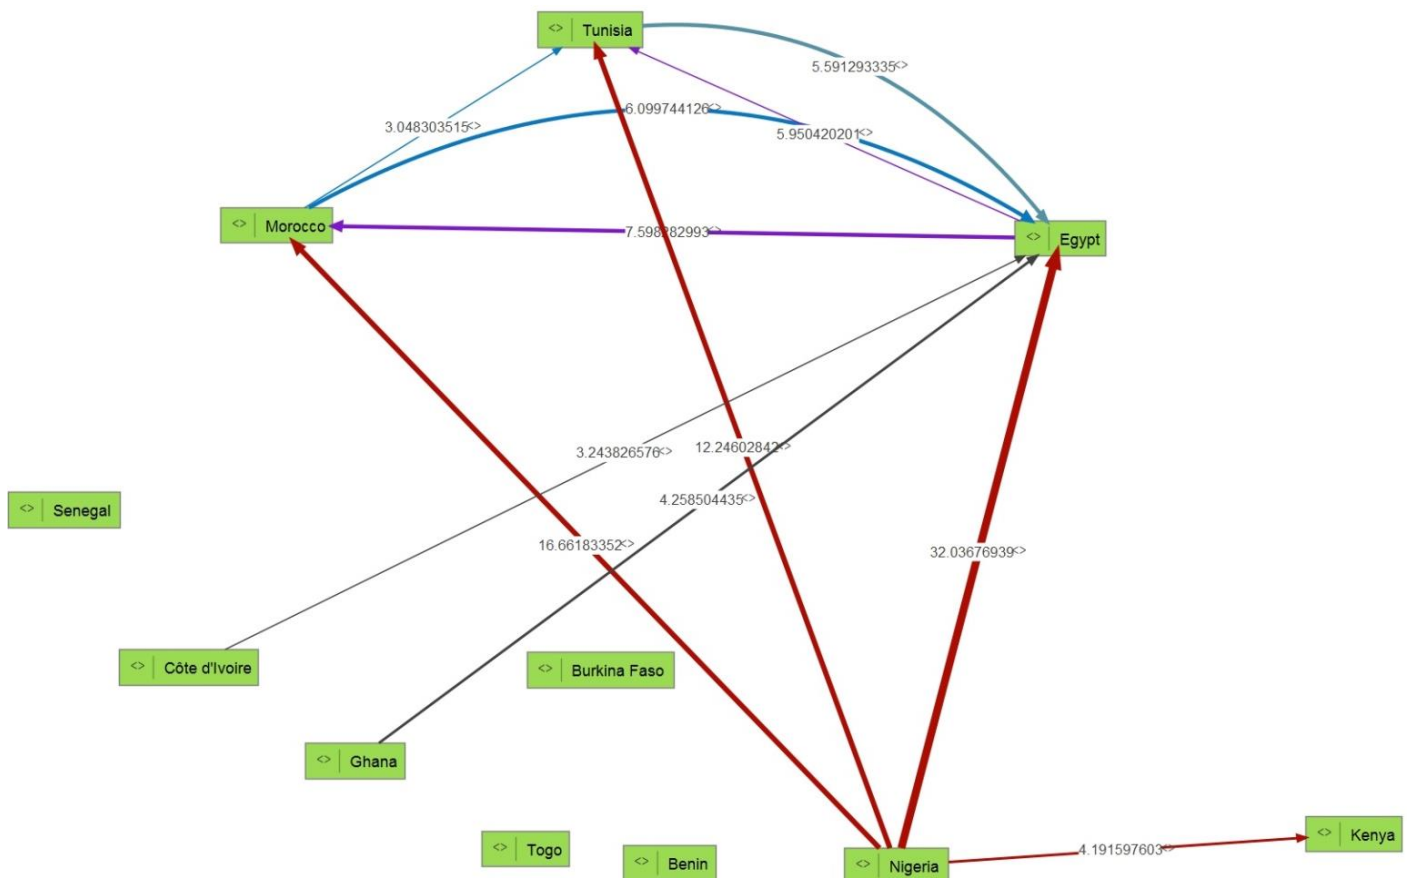 <> Tunisia
5.591293335<>
6.099744126<>
3.048303515<>
5.950420201<>
<> Morocco
7.598282993<>
<> Egypt
3.243826576<>
12.24602842<>
4.258504435<>
<> Senegal
16.66183352<>
32.03676939<>
<> Côte d'Ivoire
<> Burkina Faso
<> Ghana
<> Togo
<> Benin
<> Nigeria
4.191597603<>
<> Kenya